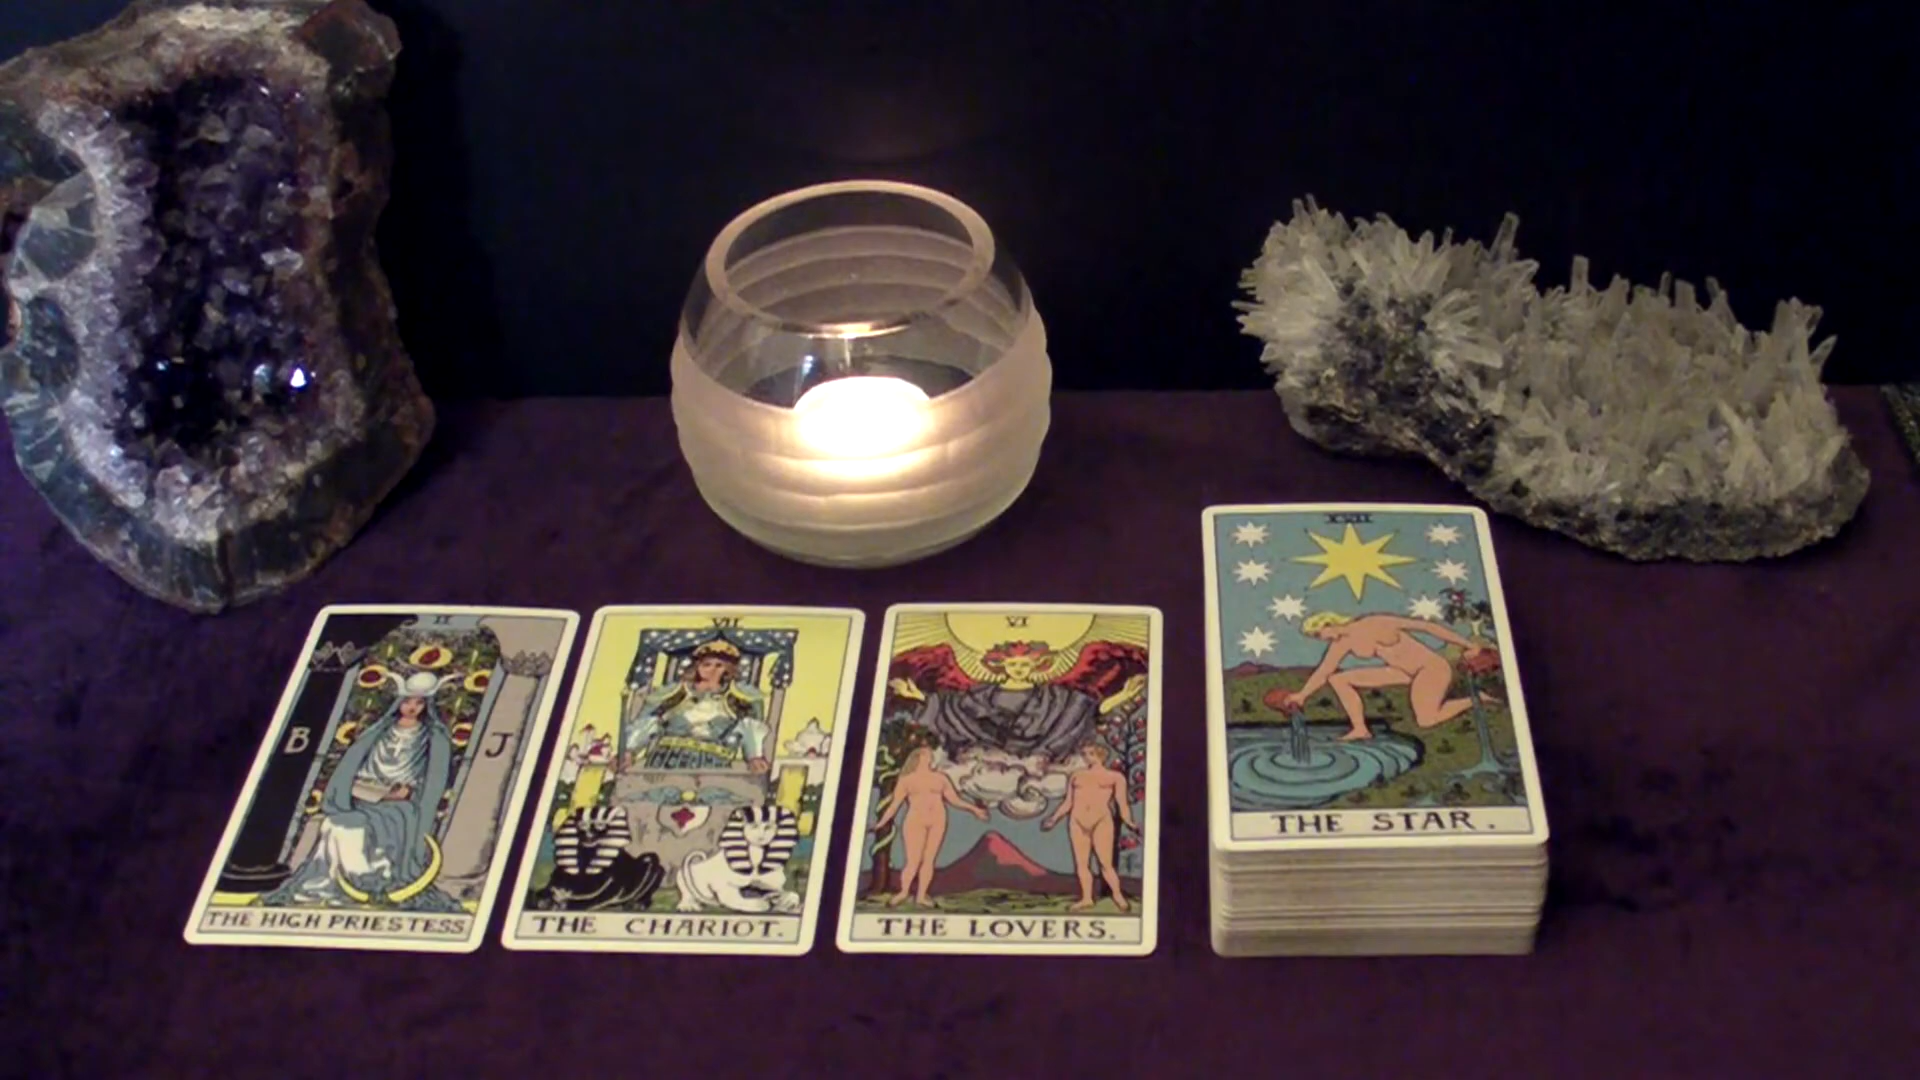 II
B
J
THE HIGH PRIESTESS
VII
THE CHARIOT.
VI
THE LOVERS.
XVII
THE STAR.